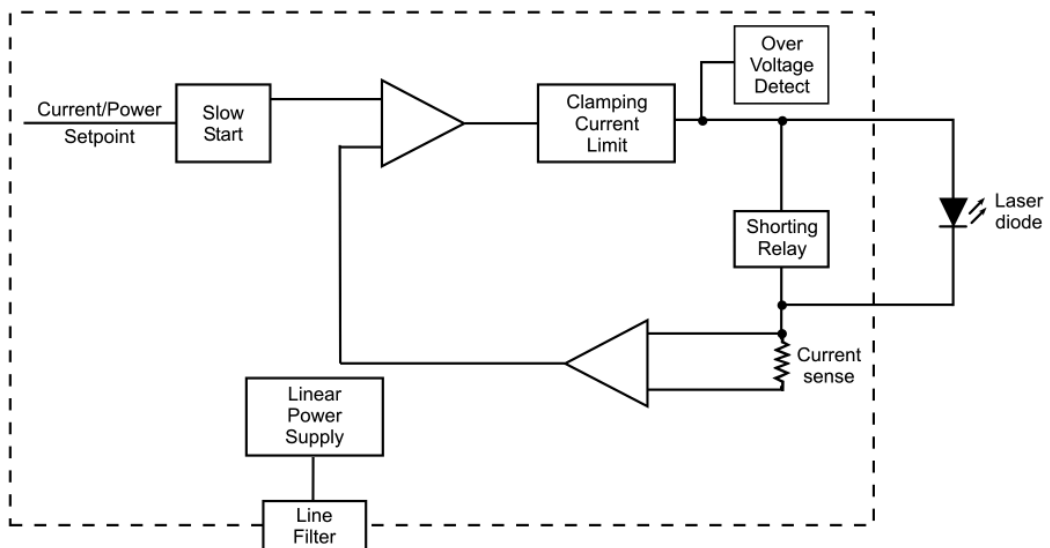 Over
Voltage
Detect
Current/Power
Setpoint
Slow
Start
Clamping
Current
Limit
Laser
diode
Shorting
Relay
Current
sense
Linear
Power
Supply
Line
Filter